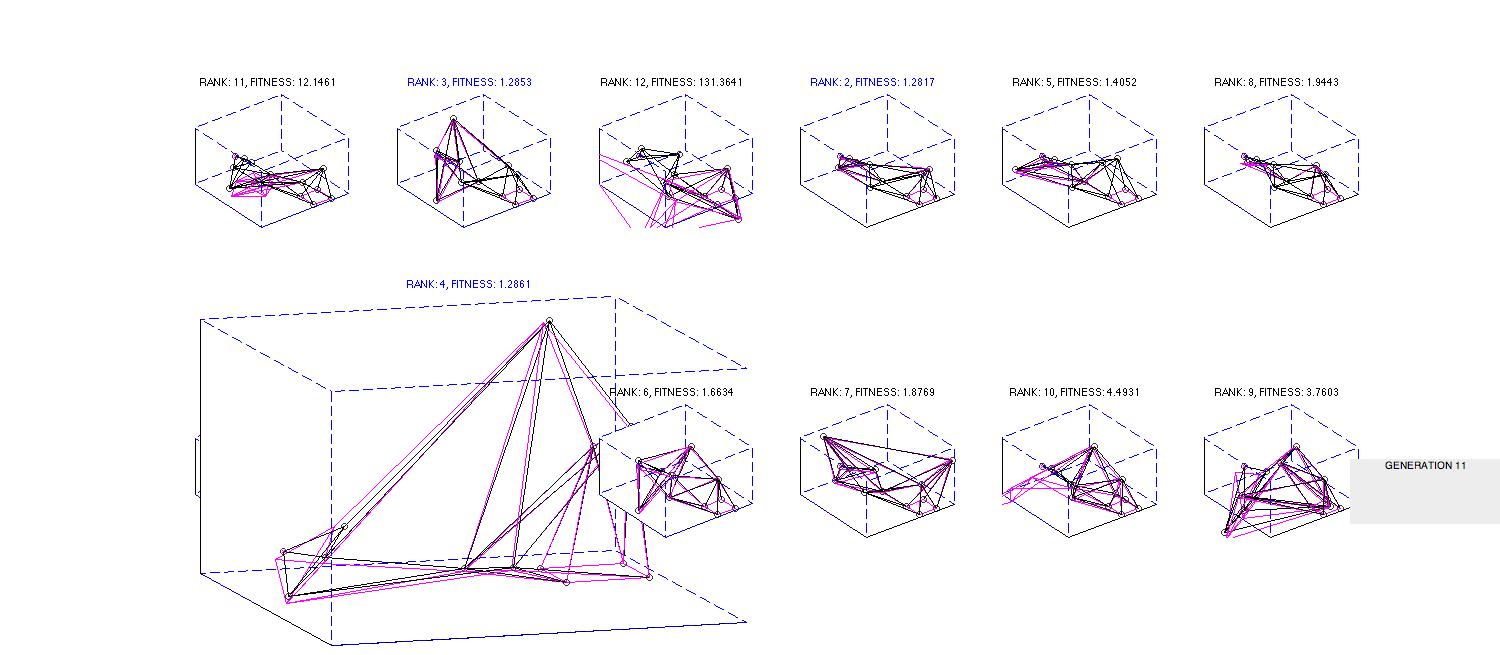 RANK: 11, FITNESS: 12.1461
RANK: 3, FITNESS: 1.2853
RANK: 12, FITNESS: 131.3641
RANK: 2, FITNESS: 1.2817
RANK: 5, FITNESS: 1.4052
RANK: 8, FITNESS: 1.9443
RANK: 4, FITNESS: 1.2861
RANK: 6, FITNESS: 1.6634
RANK: 7, FITNESS: 1.8769
RANK: 10, FITNESS: 4.4931
RANK: 9, FITNESS: 3.7603
GENERATION 11